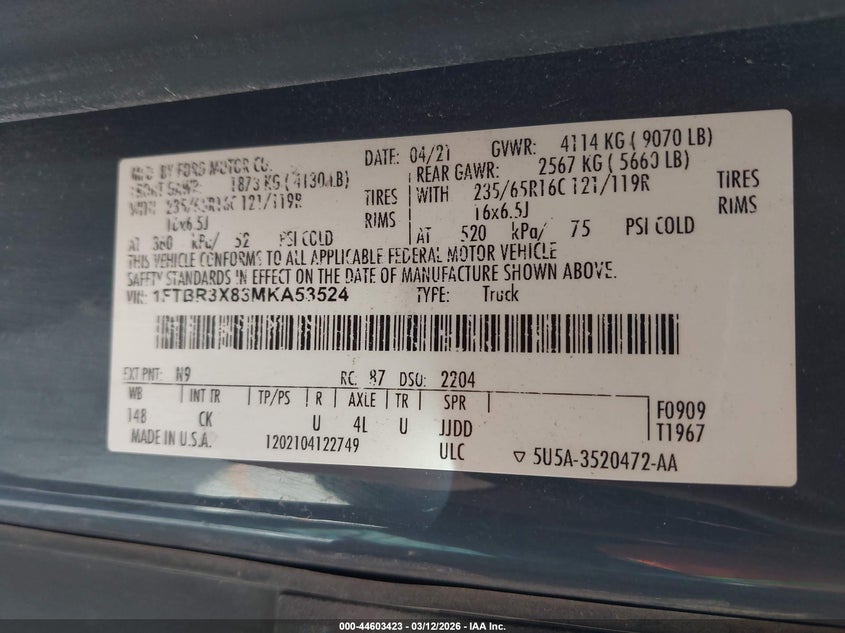 MFD. BY FORD MOTOR CO.
DATE: 04/21
GVWR: 4114 KG ( 9070 LB)
FRONT GAWR: 1873 KG ( 4130 LB)
REAR GAWR: 2567 KG ( 5660 LB)
WITH 235/65R16C 121/119R TIRES
WITH 235/65R16C 121/119R TIRES
16x6.5J RIMS
16x6.5J RIMS
AT 360 kPa/ 52 PSI COLD
AT 520 kPa/ 75 PSI COLD
THIS VEHICLE CONFORMS TO ALL APPLICABLE FEDERAL MOTOR VEHICLE
SAFETY STANDARDS IN EFFECT ON THE DATE OF MANUFACTURE SHOWN ABOVE.
VIN: 1FTBR3X83MKA53524 TYPE: Truck
EXT PNT: N9 RC: 87 DSO: 2204
WB INT TR TP/PS R AXLE TR SPR
148 CK U 4L U JJDD
F0909
T1967
MADE IN U.S.A. 1202104122749 ULC
5U5A-3520472-AA
000-44603423 - 03/12/2026 - IAA Inc.